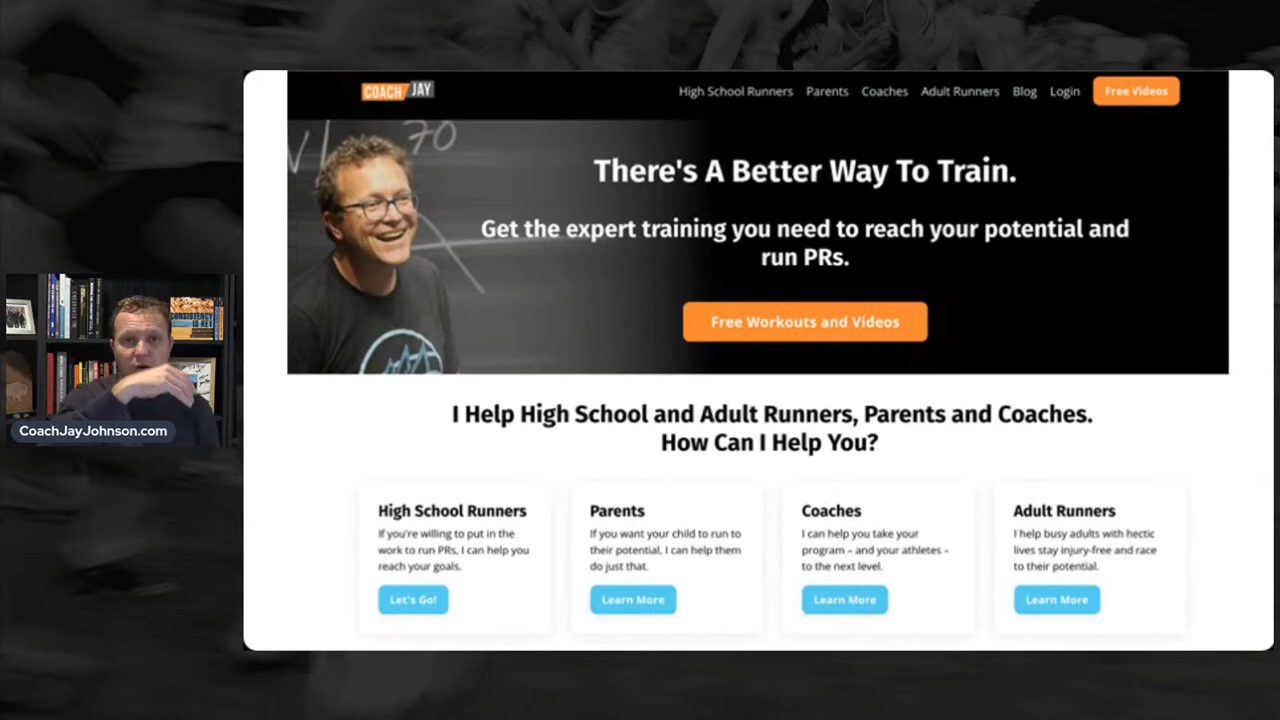 COACH JAY
High School Runners Parents Coaches Adult Runners Blog Login Free Videos
70
There's A Better Way To Train.
Get the expert training you need to reach your potential and
run PRs.
Free Workouts and Videos
CONSISTENCY
IS KEY
CoachJayJohnson.com
I Help High School and Adult Runners, Parents and Coaches.
How Can I Help You?
High School Runners
If you're willing to put in the
work to run PRs, I can help you
reach your goals.
Let's Go!
Parents
If you want your child to run to
their potential, I can help them
do just that.
Learn More
Coaches
I can help you take your
program – and your athletes –
to the next level.
Learn More
Adult Runners
I help busy adults with hectic
lives stay injury-free and race
to their potential.
Learn More